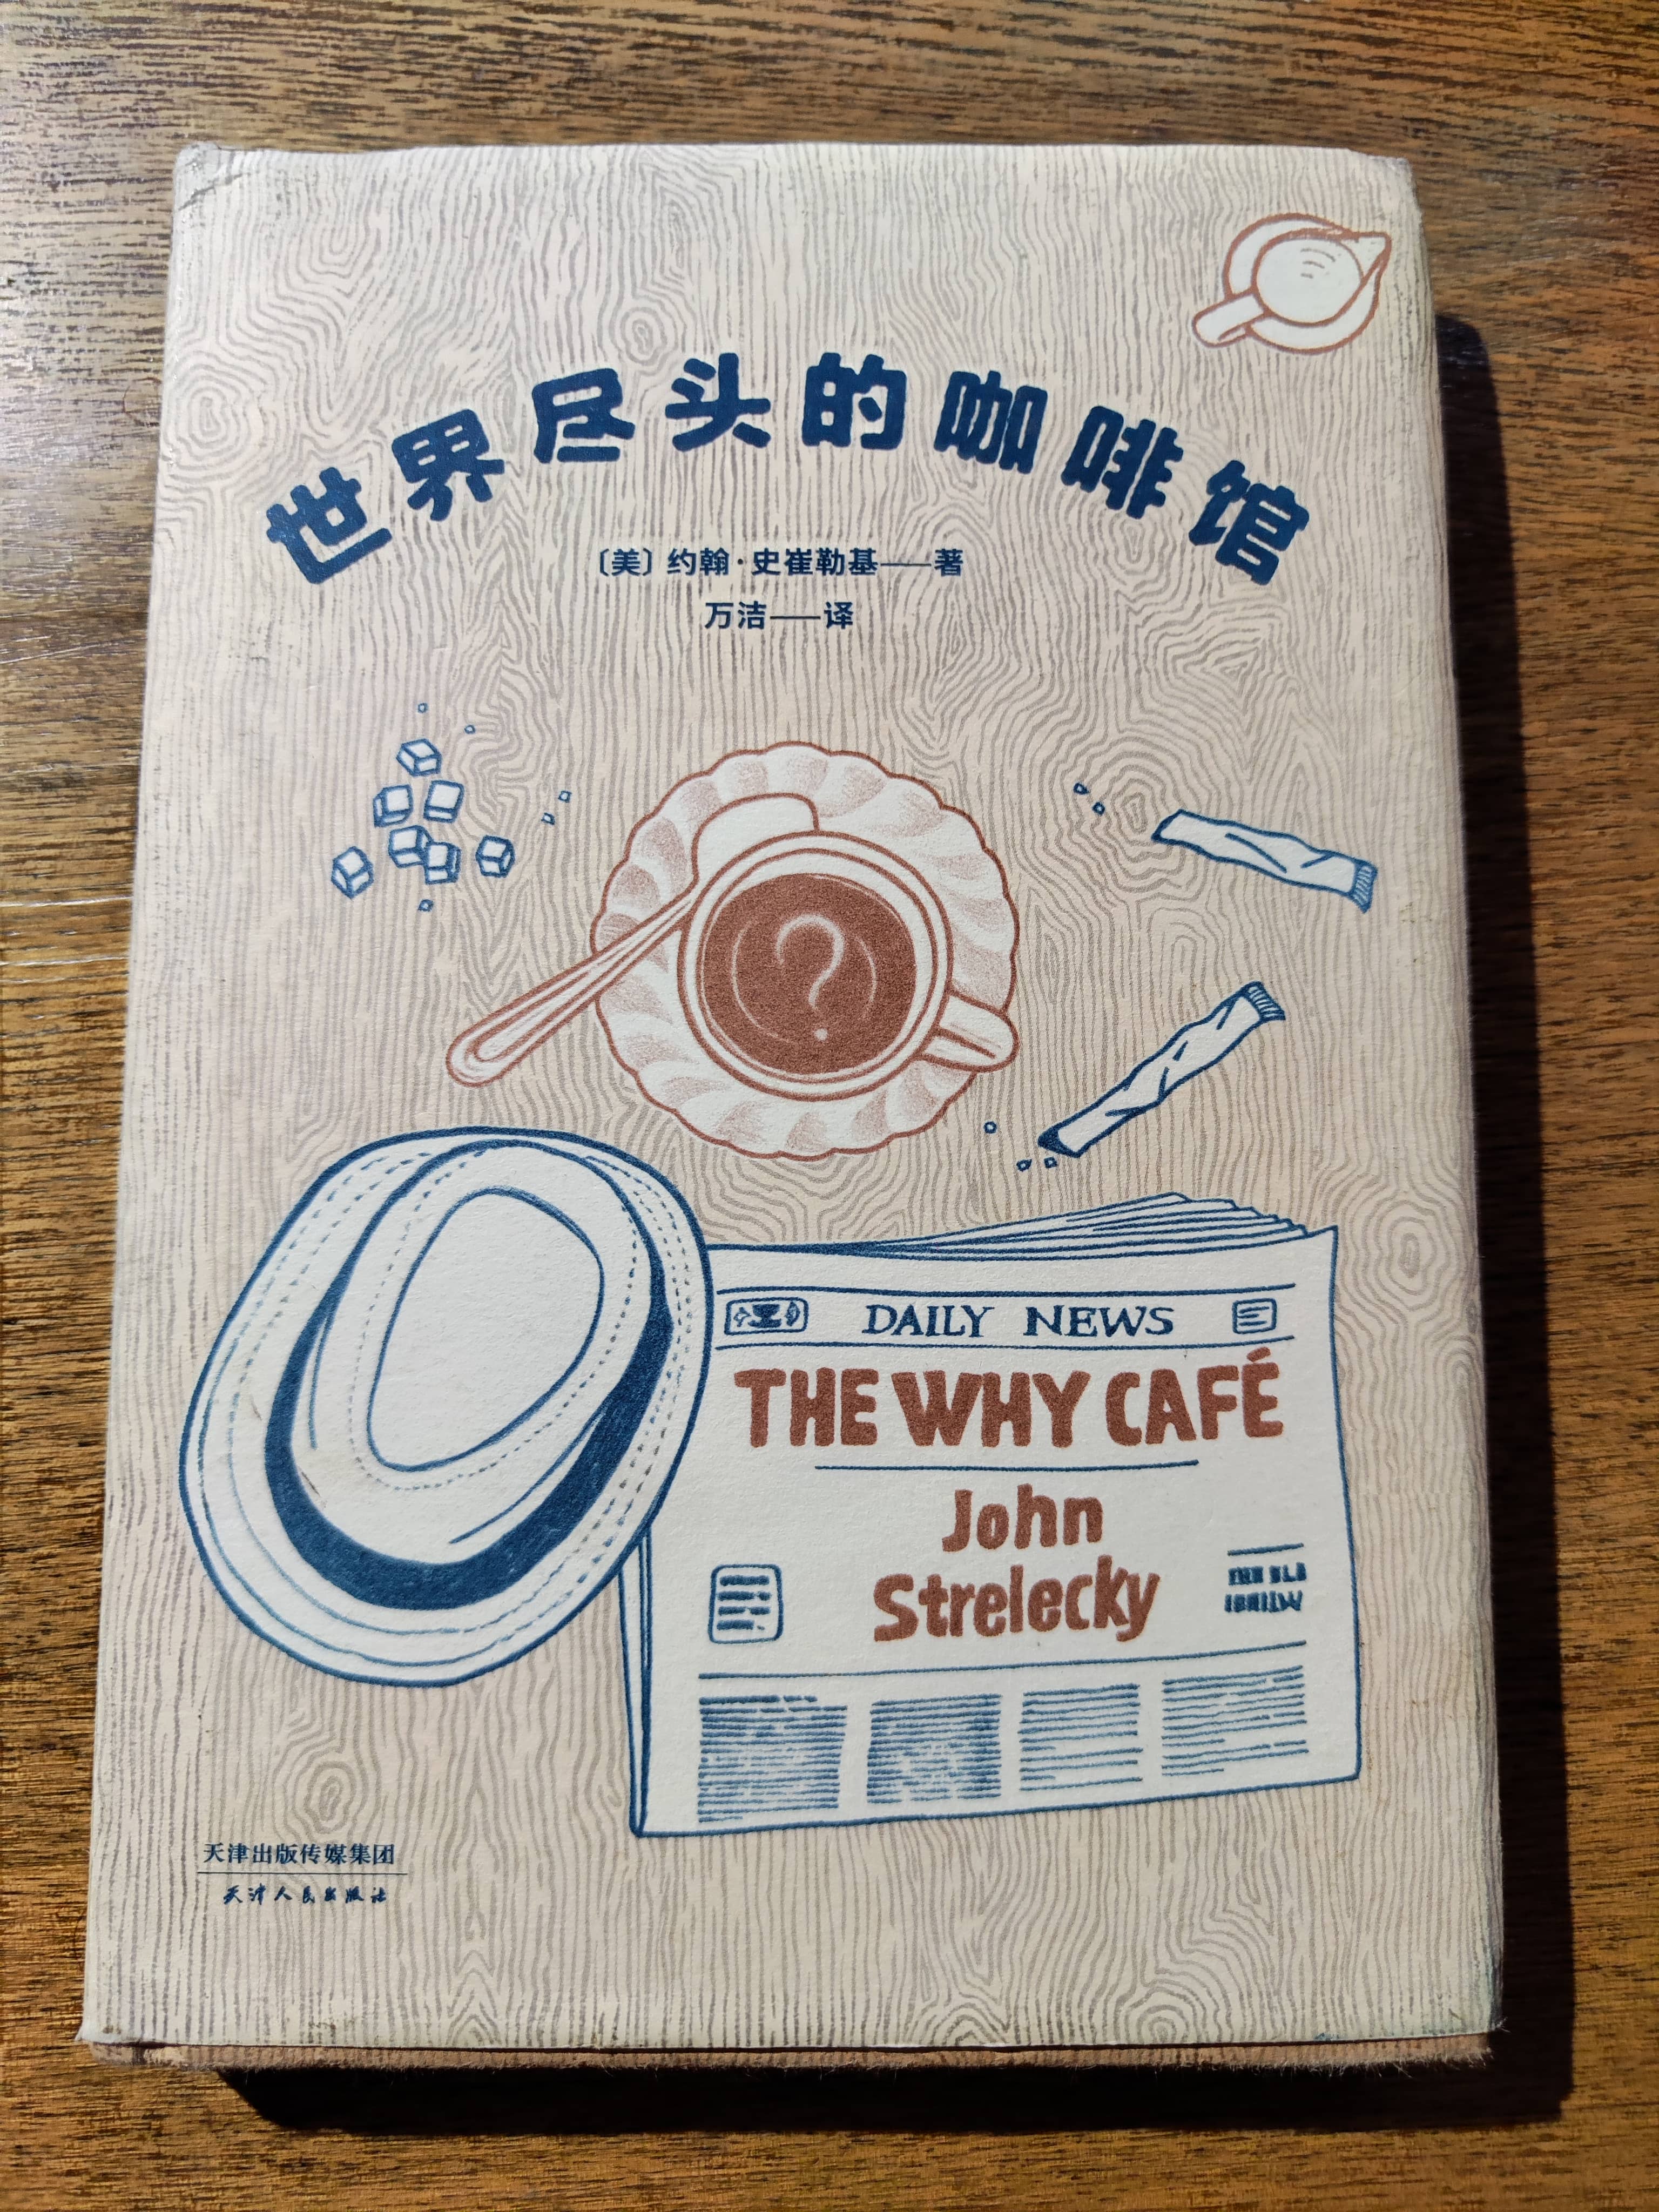 世界尽头的咖啡馆
〔美〕约翰·史崔勒基——著
万洁——译
DAILY NEWS
THE WHY CAFÉ
John
Strelecky
天津出版传媒集团
天津人民出版社